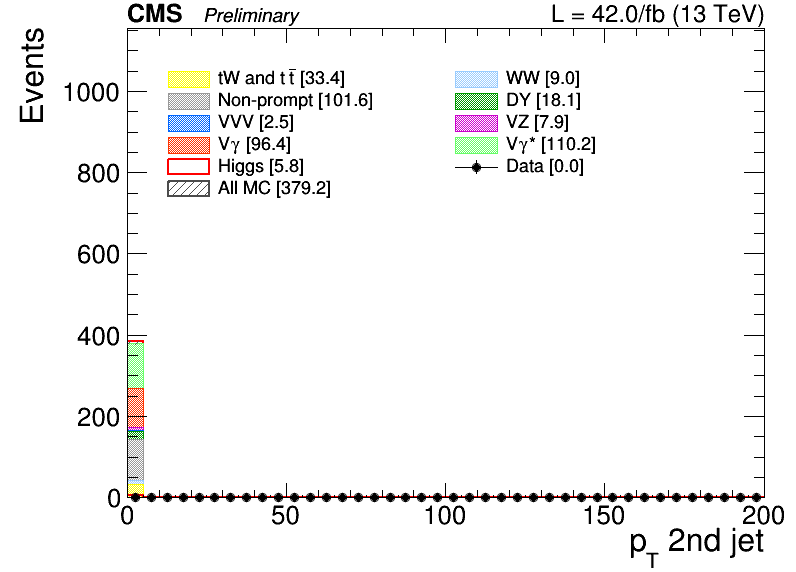 CMS Preliminary L = 42.0/fb (13 TeV)
Events
tW and tt̅ [33.4]
Non-prompt [101.6]
VVV [2.5]
Vγ [96.4]
Higgs [5.8]
All MC [379.2]
WW [9.0]
DY [18.1]
VZ [7.9]
Vγ* [110.2]
Data [0.0]
1000
800
600
400
200
0
0 50 100 150 200
p_T 2nd jet